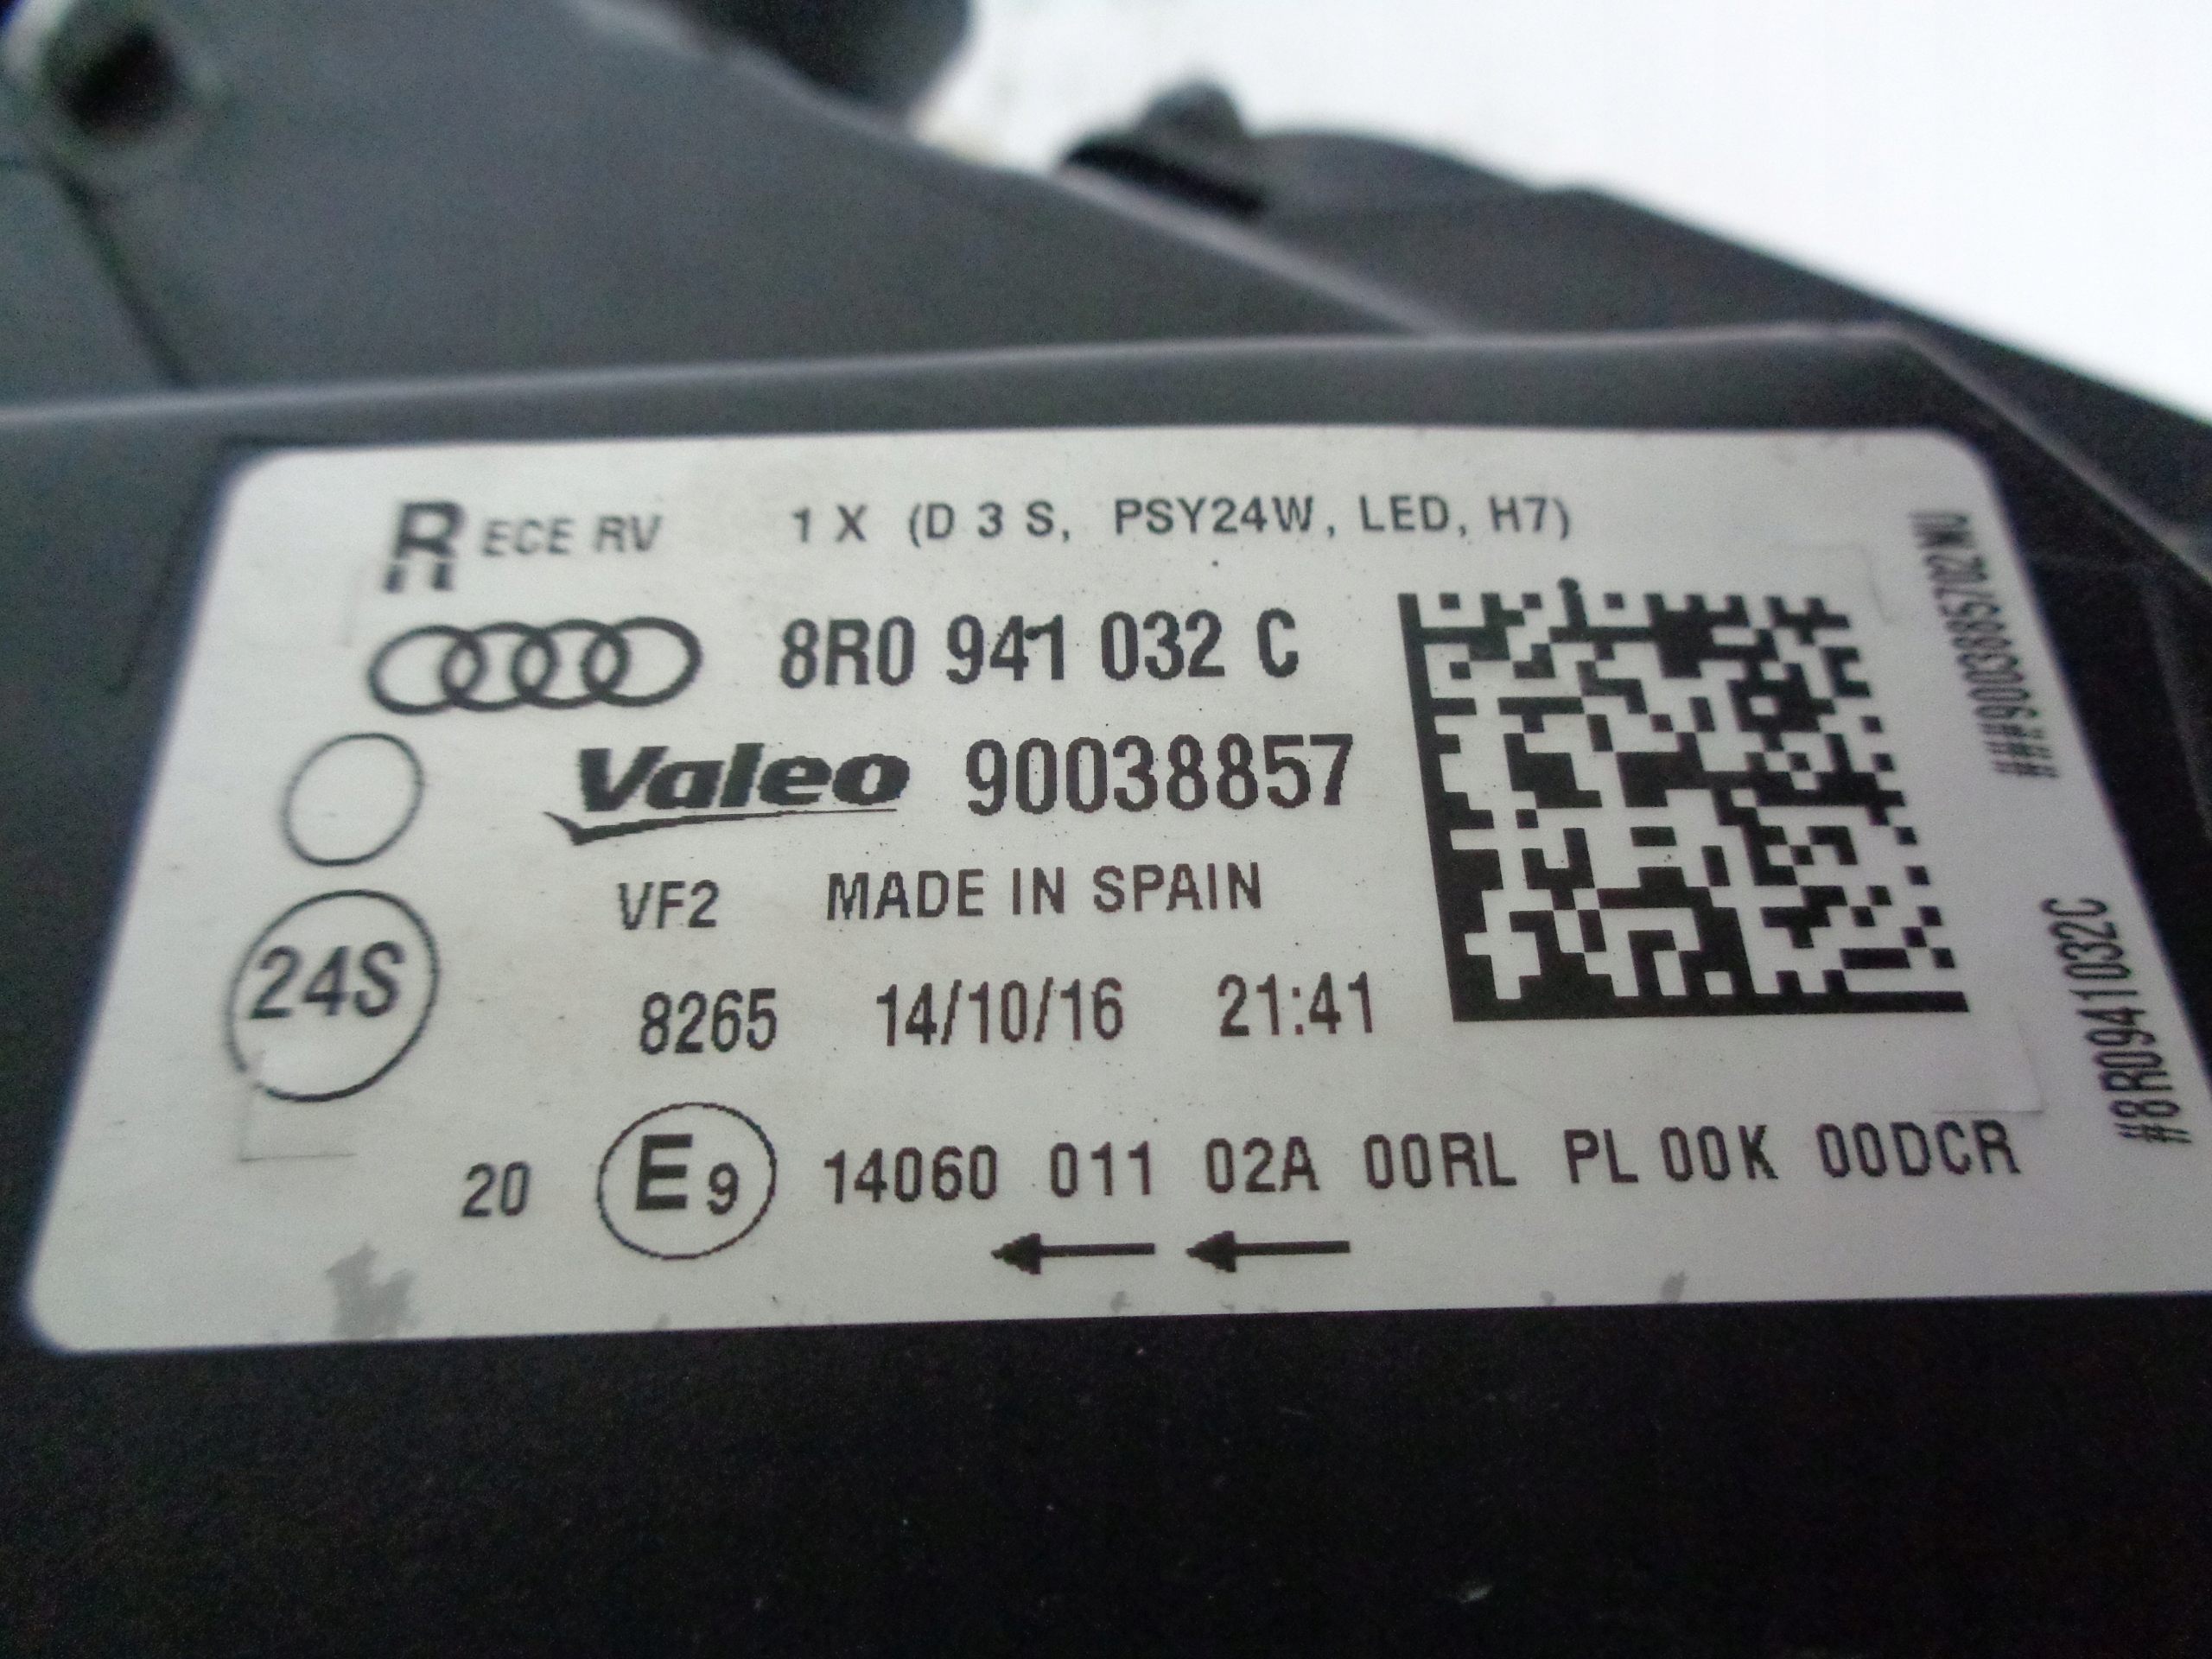 R ECE RV 1 X (D 3 S, PSY24W, LED, H7)
8R0 941 032 C
Valeo 90038857
VF2 MADE IN SPAIN
24S
8265 14/10/16 21:41
20 E9 14060 011 02A 00RL PL 00K 00DCR
#8R0941032C